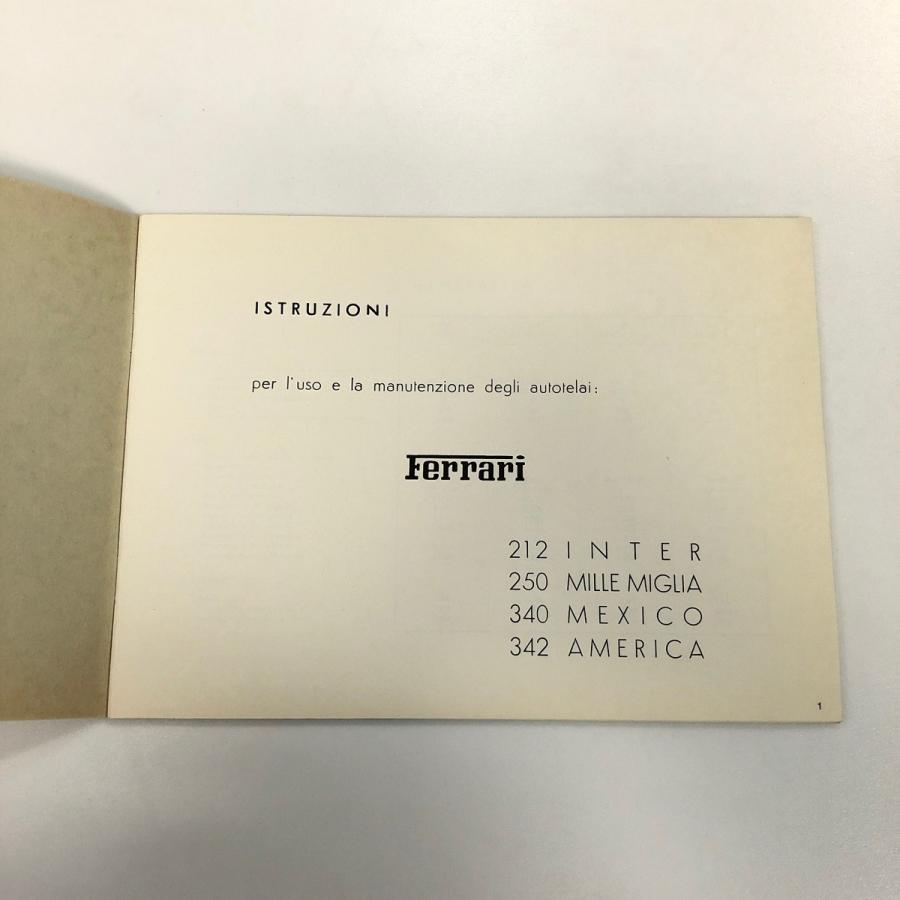 ISTRUZIONI
per l'uso e la manutenzione degli autotelai:
Ferrari
212 INTER
250 MILLE MIGLIA
340 MEXICO
342 AMERICA
1